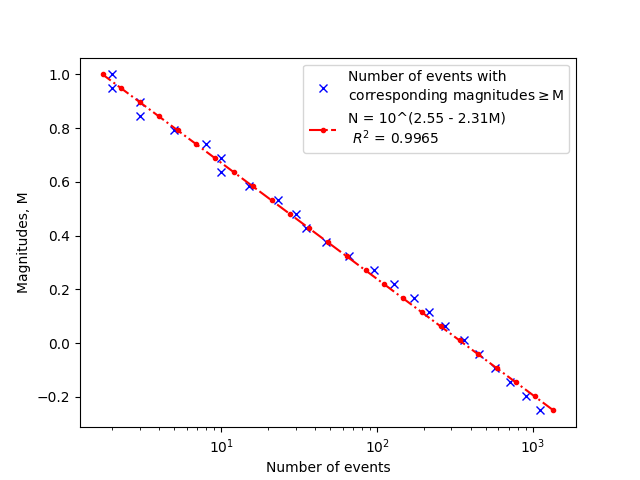 Number of events with
corresponding magnitudes ≥ M
N = 10^(2.55 - 2.31M)
R² = 0.9965
1.0
0.8
0.6
0.4
0.2
0.0
−0.2
Magnitudes, M
10¹ 10² 10³
Number of events